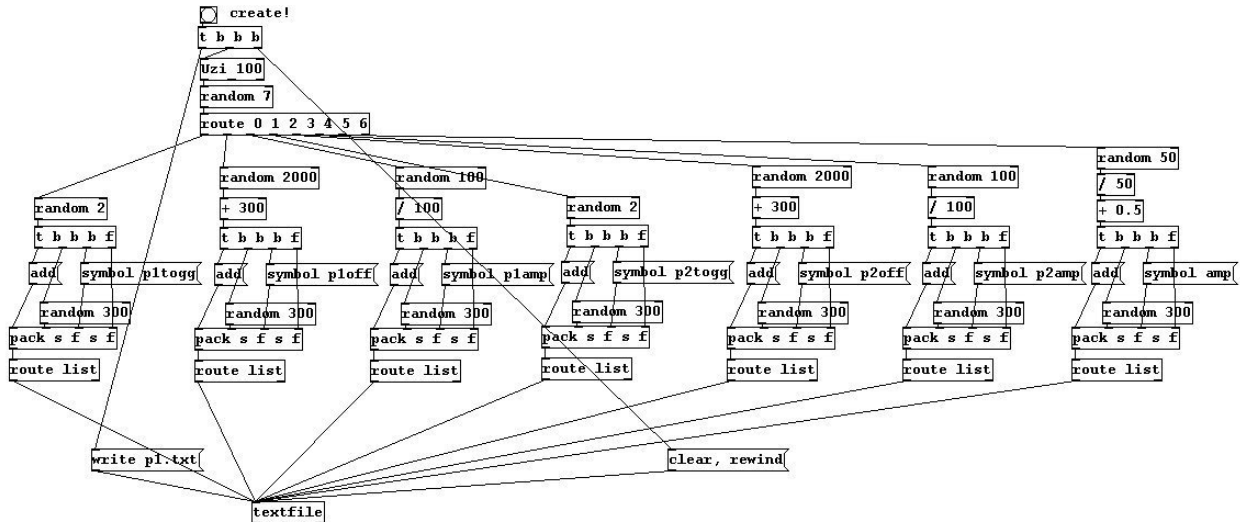 create!
t b b b
Uzi 100
random 7
route 0 1 2 3 4 5 6
random 50
random 2000
random 100
random 2000
random 100
/ 50
random 2
+ 300
/ 100
random 2
+ 300
/ 100
+ 0.5
t b b b f
t b b b f
t b b b f
t b b b f
t b b b f
t b b b f
t b b b f
add
symbol p1togg
add
symbol p1off
add
symbol p1amp
add
symbol p2togg
add
symbol p2off
add
symbol p2amp
add
symbol amp
random 300
random 300
random 300
random 300
random 300
random 300
random 300
pack s f s f
pack s f s f
pack s f s f
pack s f s f
pack s f s f
pack s f s f
pack s f s f
route list
route list
route list
route list
route list
route list
route list
write p1.txt
clear, rewind
textfile